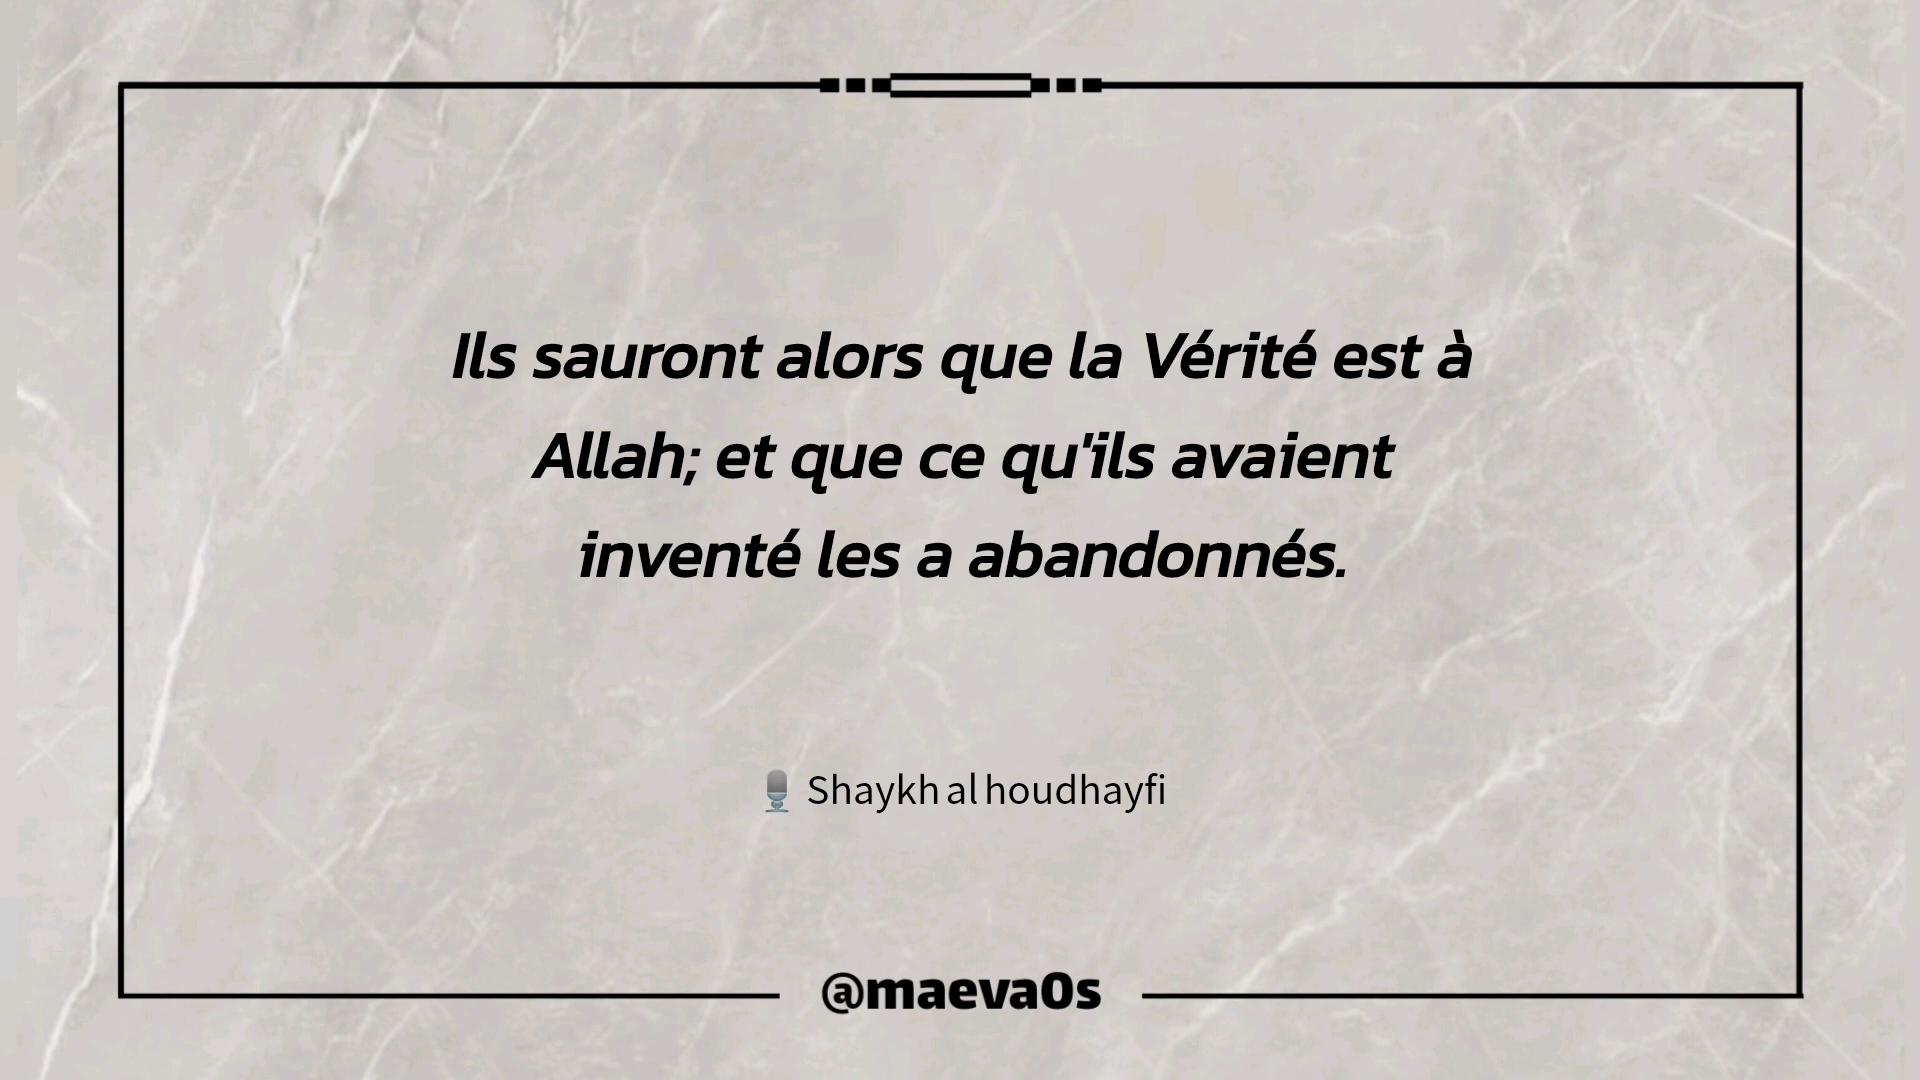 Ils sauront alors que la Vérité est à
Allah; et que ce qu'ils avaient
inventé les a abandonnés.
🎙️ Shaykh al houdhayfi
@maeva0s